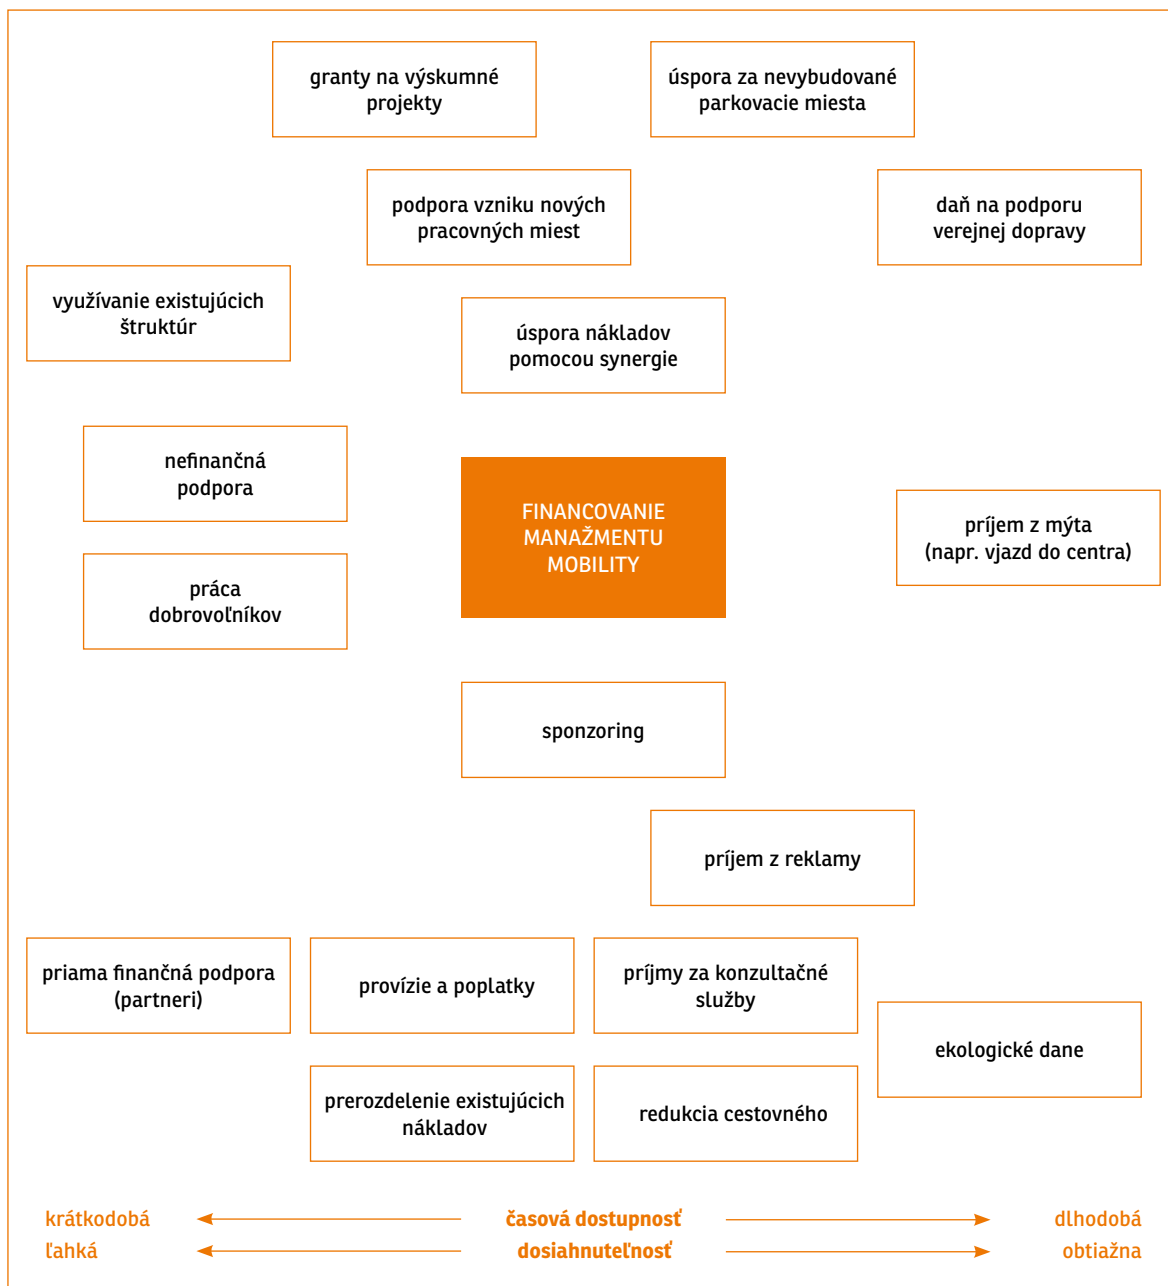 granty na výskumné
projekty
úspora za nevybudované
parkovacie miesta
podpora vzniku nových
pracovných miest
daň na podporu
verejnej dopravy
využívanie existujúcich
štruktúr
úspora nákladov
pomocou synergie
nefinančná
podpora
FINANCOVANIE
MANAŽMENTU
MOBILITY
príjem z mýta
(napr. vjazd do centra)
práca
dobrovoľníkov
sponzoring
príjem z reklamy
priama finančná podpora
(partneri)
provízie a poplatky
príjmy za konzultačné
služby
ekologické dane
prerozdelenie existujúcich
nákladov
redukcia cestovného
krátkodobá časová dostupnosť dlhodobá
ľahká dosiahnuteľnosť obtiažna